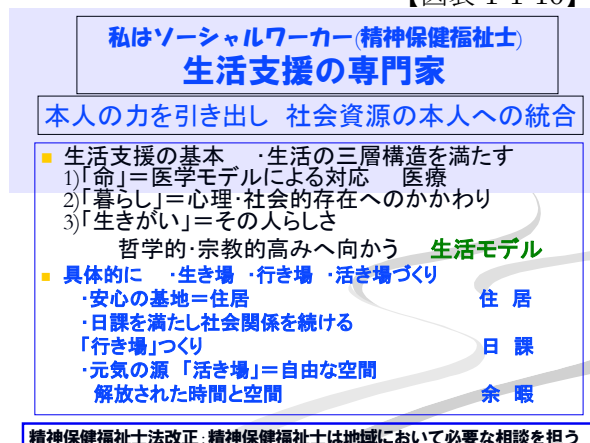 【図表 1-1-10】
私はソーシャルワーカー(精神保健福祉士)
生活支援の専門家
本人の力を引き出し 社会資源の本人への統合
■ 生活支援の基本 ・生活の三層構造を満たす
1)「命」=医学モデルによる対応 医療
2)「暮らし」=心理・社会的存在へのかかわり
3)「生きがい」=その人らしさ
哲学的・宗教的高みへ向かう 生活モデル
■ 具体的に ・生き場 ・行き場 ・活き場づくり
・安心の基地=住居 住 居
・日課を満たし社会関係を続ける
「行き場」つくり 日 課
・元気の源 「活き場」=自由な空間
解放された時間と空間 余 暇
精神保健福祉士法改正:精神保健福祉士は地域において必要な相談を担う